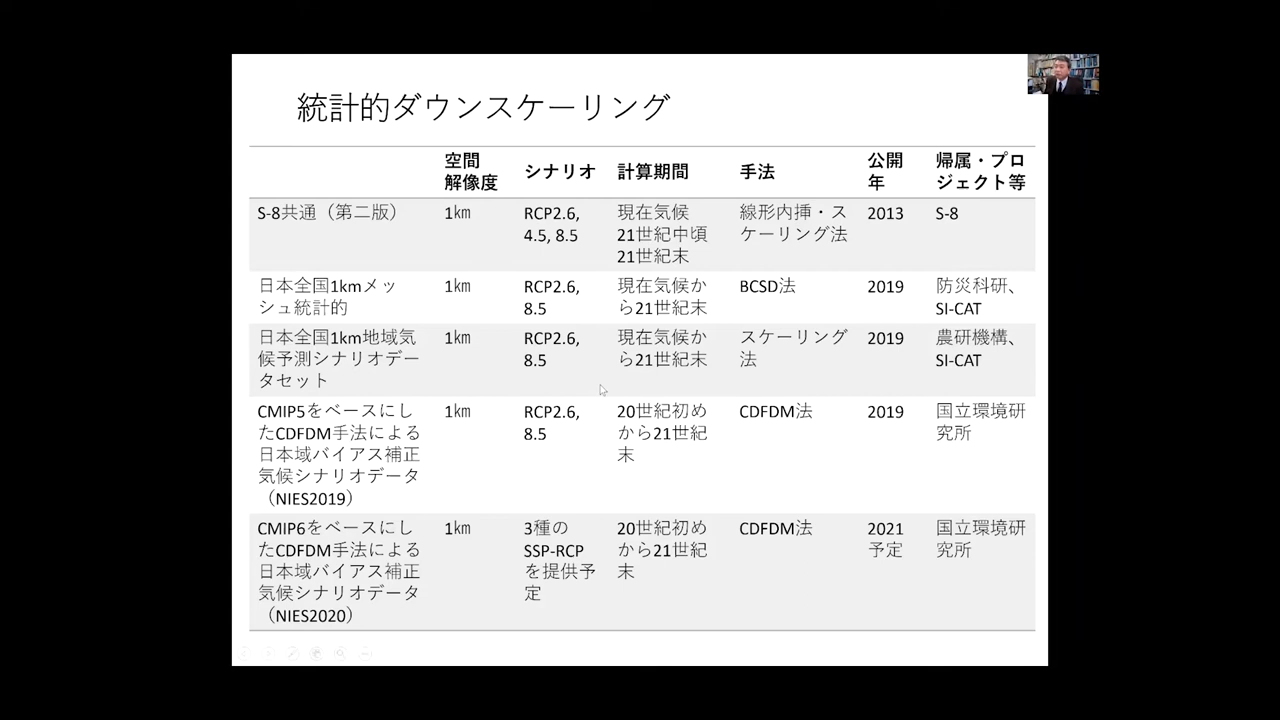 統計的ダウンスケーリング
空間
解像度
シナリオ
計算期間
手法
公開
年
帰属・プロ
ジェクト等
S-8共通（第二版）
1㎞
RCP2.6,
4.5, 8.5
現在気候
21世紀中頃
21世紀末
線形内挿・ス
ケーリング法
2013
S-8
日本全国1kmメッ
シュ統計的
1㎞
RCP2.6,
8.5
現在気候か
ら21世紀末
BCSD法
2019
防災科研、
SI-CAT
日本全国1km地域気
候予測シナリオデー
タセット
1㎞
RCP2.6,
8.5
現在気候か
ら21世紀末
スケーリング
法
2019
農研機構、
SI-CAT
CMIP5をベースにし
たCDFDM手法による
日本域バイアス補正
気候シナリオデータ
（NIES2019）
1㎞
RCP2.6,
8.5
20世紀初め
から21世紀
末
CDFDM法
2019
国立環境研
究所
CMIP6をベースにし
たCDFDM手法による
日本域バイアス補正
気候シナリオデータ
（NIES2020）
1㎞
3種の
SSP-RCP
を提供予
定
20世紀初め
から21世紀
末
CDFDM法
2021
予定
国立環境研
究所